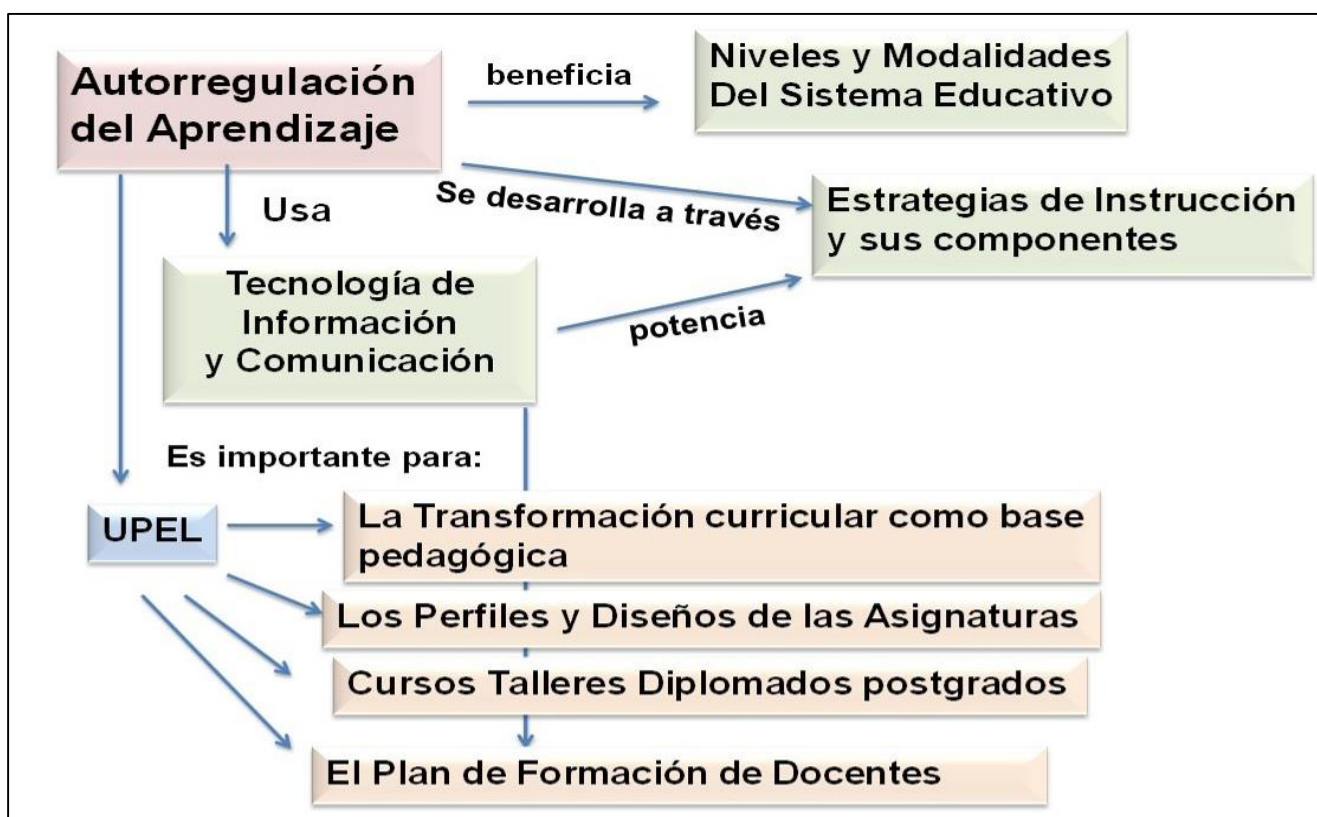 Autorregulación
del Aprendizaje
beneficia
Niveles y Modalidades
Del Sistema Educativo
Usa
Se desarrolla a través
Estrategias de Instrucción
y sus componentes
Tecnología de
Información
y Comunicación
potencia
Es importante para:
UPEL
La Transformación curricular como base
pedagógica
Los Perfiles y Diseños de las Asignaturas
Cursos Talleres Diplomados postgrados
El Plan de Formación de Docentes